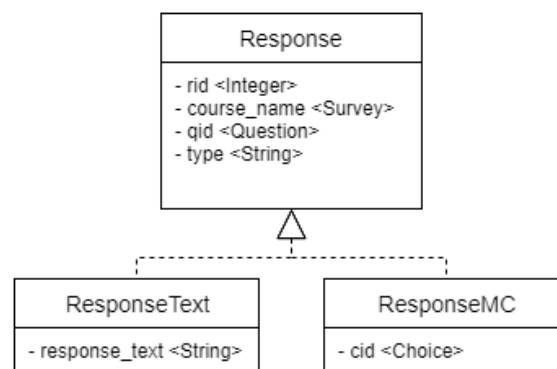 Response
- rid <Integer>
- course_name <Survey>
- qid <Question>
- type <String>
ResponseText
- response_text <String>
ResponseMC
- cid <Choice>